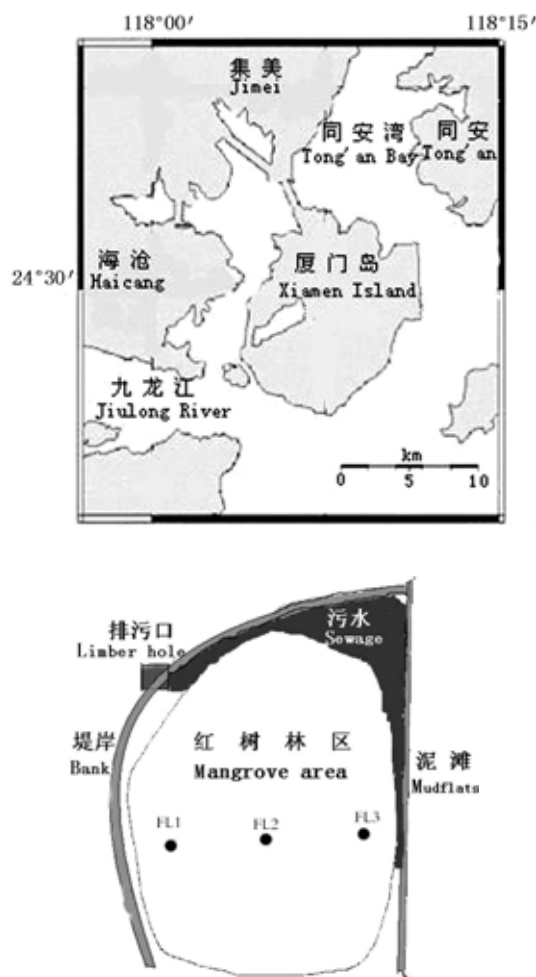 118°00′ 118°15′
集美
Jimei
同安湾 同安
Tong'an Bay Tong'an
海沧
Haicang
厦门岛
Xiamen Island
24°30′
九龙江
Jiulong River
km
0 5 10
污水
Sewage
排污口
Limber hole
堤岸
Bank
红树林区
Mangrove area
泥滩
Mudflats
FL1 FL2 FL3